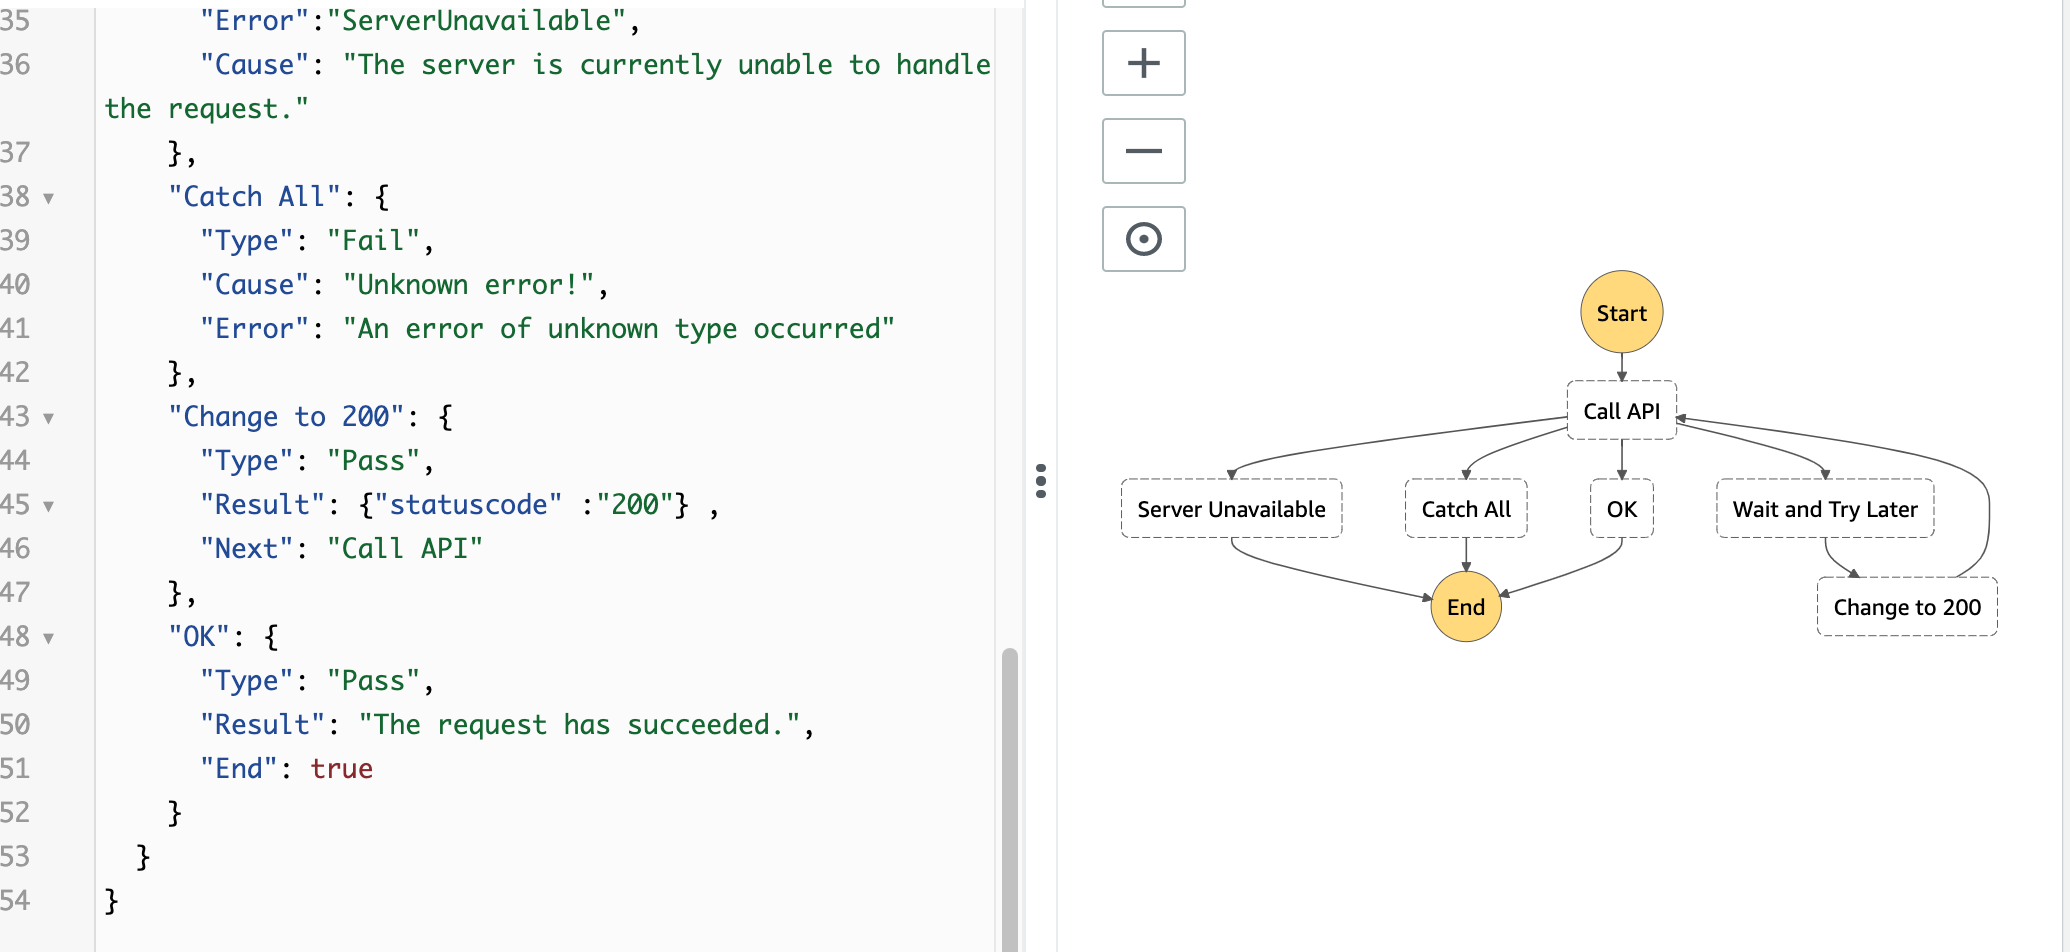 35 "Error":"ServerUnavailable",
36 "Cause": "The server is currently unable to handle
the request."
37 },
38 "Catch All": {
39 "Type": "Fail",
40 "Cause": "Unknown error!",
41 "Error": "An error of unknown type occurred"
42 },
43 "Change to 200": {
44 "Type": "Pass",
45 "Result": {"statuscode" :"200"} ,
46 "Next": "Call API"
47 },
48 "OK": {
49 "Type": "Pass",
50 "Result": "The request has succeeded.",
51 "End": true
52 }
53 }
54 }
Start
Call API
Server Unavailable
Catch All
OK
Wait and Try Later
End
Change to 200